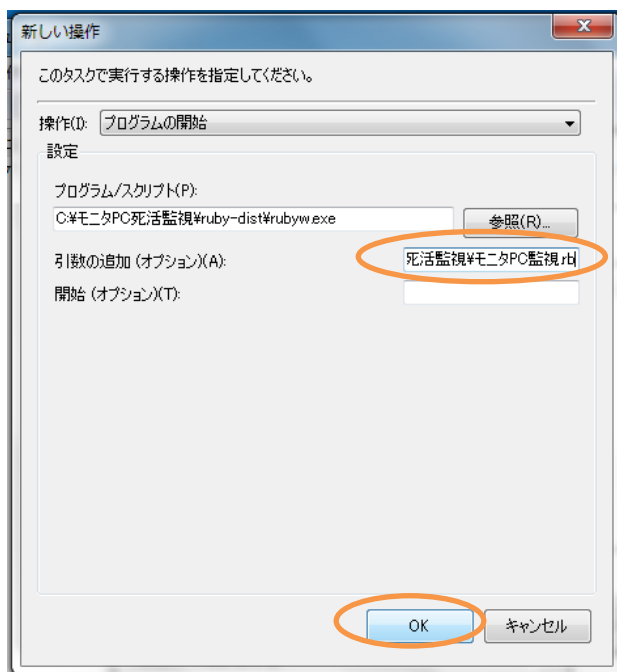 新しい操作
このタスクで実行する操作を指定してください。
操作(I): プログラムの開始
設定
プログラム/スクリプト(P):
C:¥モニタPC死活監視¥ruby-dist¥rubyw.exe 参照(R)...
引数の追加 (オプション)(A): 死活監視¥モニタPC監視.rb
開始 (オプション)(T):
OK キャンセル